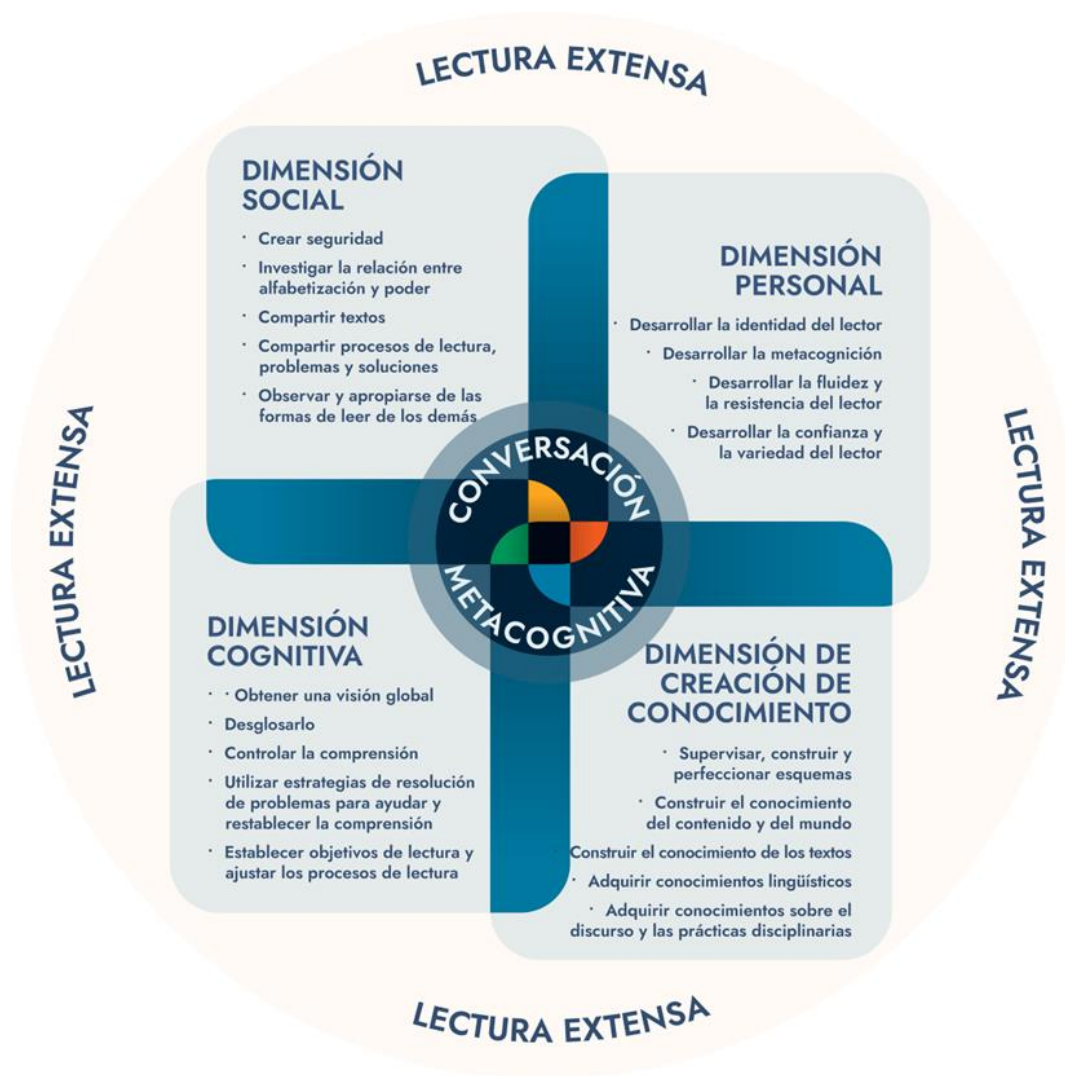 LECTURA EXTENSA
DIMENSIÓN
SOCIAL
· Crear seguridad
· Investigar la relación entre
alfabetización y poder
· Compartir textos
· Compartir procesos de lectura,
problemas y soluciones
· Observar y apropiarse de las
formas de leer de los demás
DIMENSIÓN
PERSONAL
· Desarrollar la identidad del lector
· Desarrollar la metacognición
· Desarrollar la fluidez y
la resistencia del lector
· Desarrollar la confianza y
la variedad del lector
LECTURA EXTENSA
CONVERSACIÓN
METACOGNITIVA
LECTURA EXTENSA
DIMENSIÓN
COGNITIVA
· · Obtener una visión global
· Desglosarlo
· Controlar la comprensión
· Utilizar estrategias de resolución
de problemas para ayudar y
restablecer la comprensión
· Establecer objetivos de lectura y
ajustar los procesos de lectura
DIMENSIÓN DE
CREACIÓN DE
CONOCIMIENTO
· Supervisar, construir y
perfeccionar esquemas
· Construir el conocimiento
del contenido y del mundo
· Construir el conocimiento de los textos
· Adquirir conocimientos lingüísticos
· Adquirir conocimientos sobre el
discurso y las prácticas disciplinarias
LECTURA EXTENSA